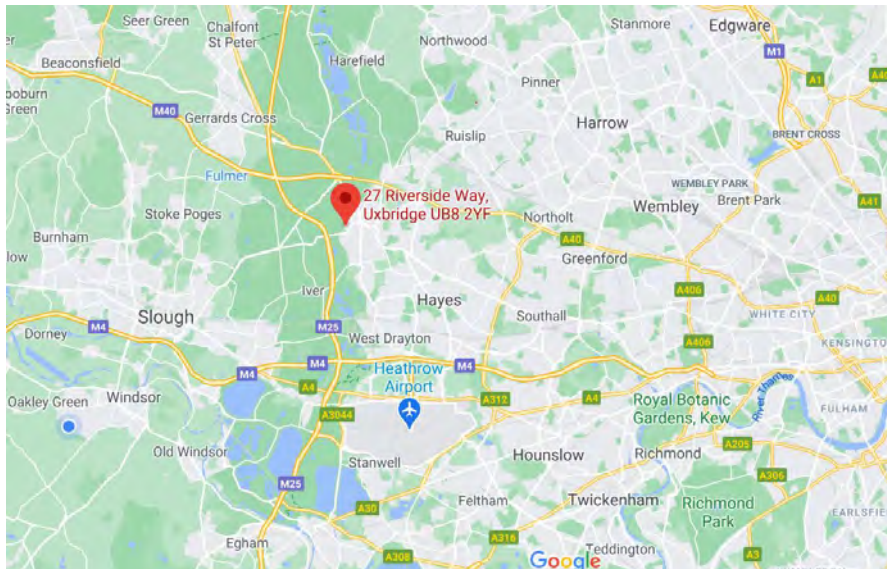 Seer Green
Chalfont
St Peter
Harefield
Northwood
Stanmore
Edgware
M1
Beaconsfield
Pinner
A1
M40
Gerrards Cross
Ruislip
Harrow
BRENT CROSS
Fulmer
27 Riverside Way,
Uxbridge UB8 2YF
WEMBLEY PARK
Wembley
Brent Park
A41
Stoke Poges
Northolt
Burnham
A40
Greenford
Iver
Hayes
A406
A40
Slough
Southall
WHITE CITY
M25
West Drayton
A406
KENSINGTO
Dorney
M4
M4
M4
Heathrow
Airport
M4
A4
Windsor
A312
A4
Royal Botanic
Gardens, Kew
River Thames
FULHAM
Oakley Green
A3044
Old Windsor
Stanwell
Hounslow
Richmond
A205
A306
M25
Feltham
Twickenham
Richmond
Park
EARLSFI
A30
Egham
A316
A308
Google
Teddington
A3